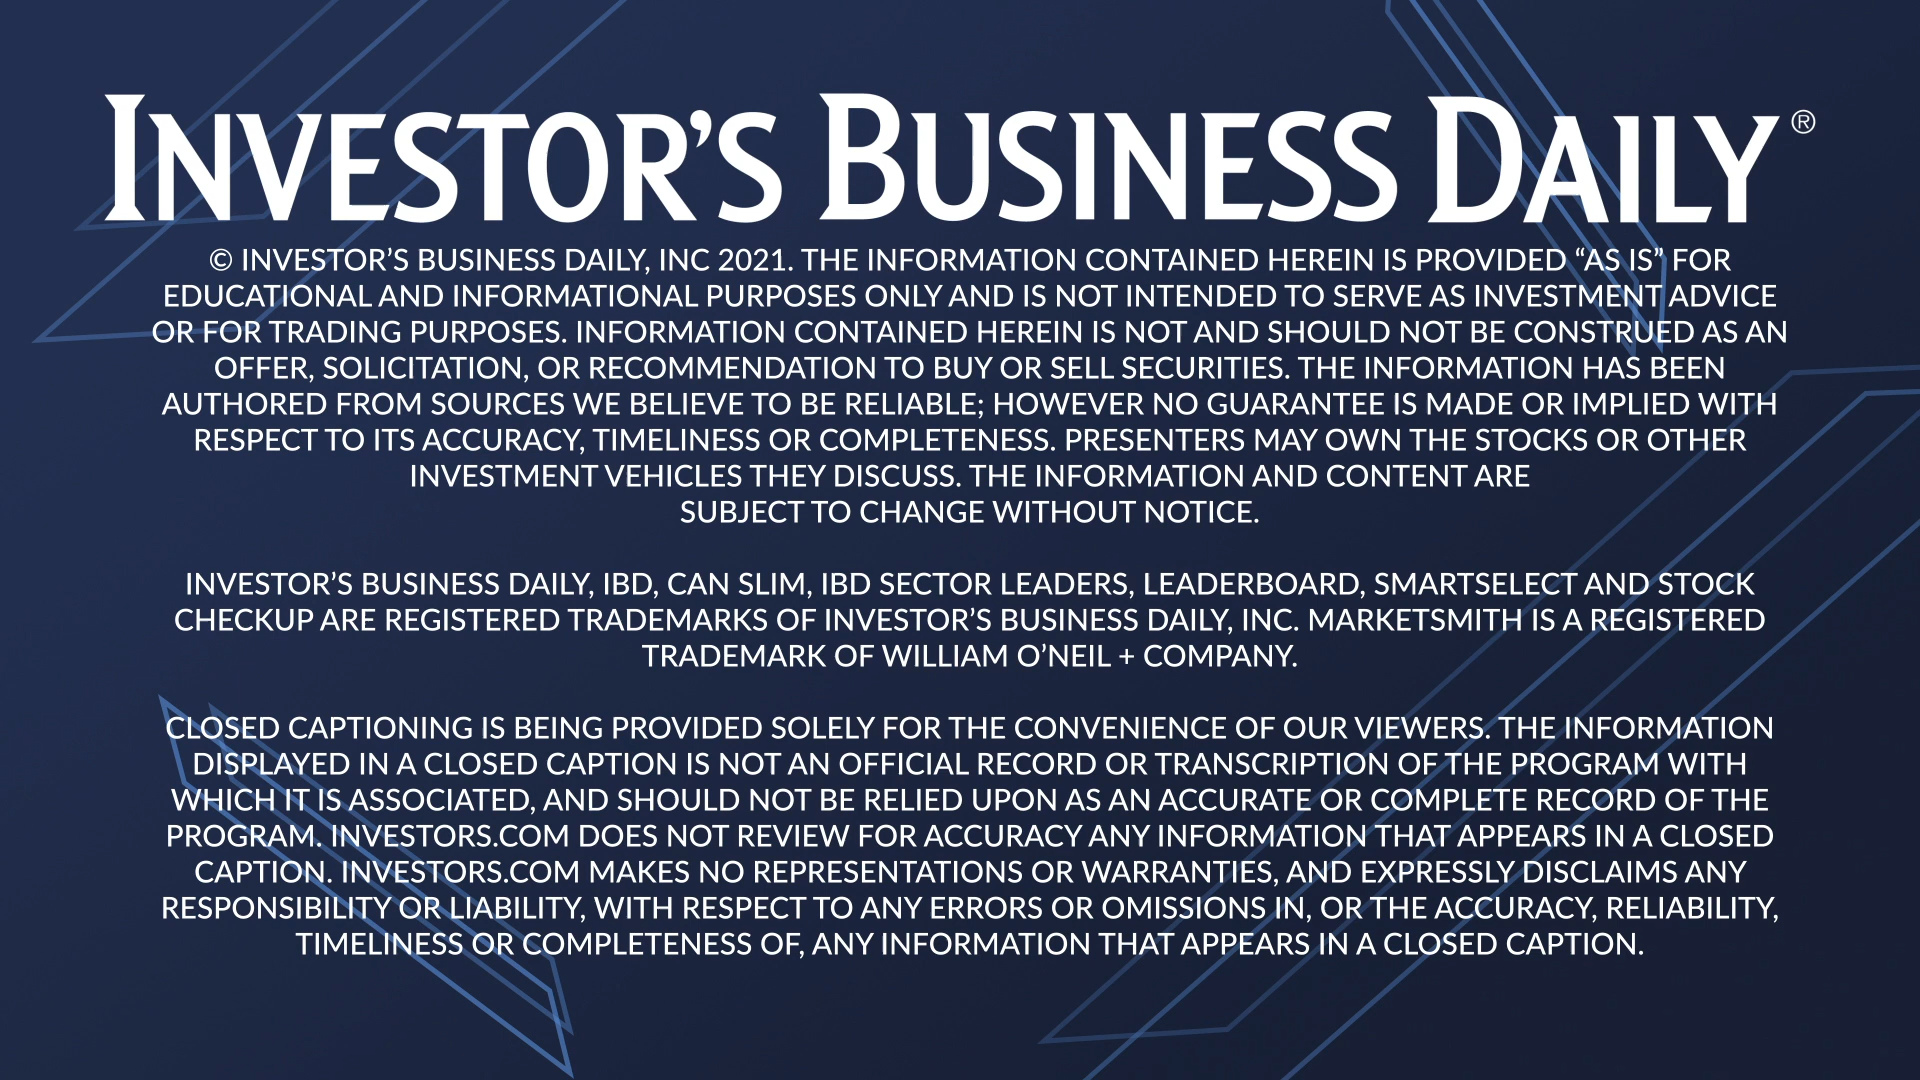 INVESTOR’S BUSINESS DAILY®
© INVESTOR’S BUSINESS DAILY, INC 2021. THE INFORMATION CONTAINED HEREIN IS PROVIDED “AS IS” FOR
EDUCATIONAL AND INFORMATIONAL PURPOSES ONLY AND IS NOT INTENDED TO SERVE AS INVESTMENT ADVICE
OR FOR TRADING PURPOSES. INFORMATION CONTAINED HEREIN IS NOT AND SHOULD NOT BE CONSTRUED AS AN
OFFER, SOLICITATION, OR RECOMMENDATION TO BUY OR SELL SECURITIES. THE INFORMATION HAS BEEN
AUTHORED FROM SOURCES WE BELIEVE TO BE RELIABLE; HOWEVER NO GUARANTEE IS MADE OR IMPLIED WITH
RESPECT TO ITS ACCURACY, TIMELINESS OR COMPLETENESS. PRESENTERS MAY OWN THE STOCKS OR OTHER
INVESTMENT VEHICLES THEY DISCUSS. THE INFORMATION AND CONTENT ARE
SUBJECT TO CHANGE WITHOUT NOTICE.
INVESTOR’S BUSINESS DAILY, IBD, CAN SLIM, IBD SECTOR LEADERS, LEADERBOARD, SMARTSELECT AND STOCK
CHECKUP ARE REGISTERED TRADEMARKS OF INVESTOR’S BUSINESS DAILY, INC. MARKETSMITH IS A REGISTERED
TRADEMARK OF WILLIAM O’NEIL + COMPANY.
CLOSED CAPTIONING IS BEING PROVIDED SOLELY FOR THE CONVENIENCE OF OUR VIEWERS. THE INFORMATION
DISPLAYED IN A CLOSED CAPTION IS NOT AN OFFICIAL RECORD OR TRANSCRIPTION OF THE PROGRAM WITH
WHICH IT IS ASSOCIATED, AND SHOULD NOT BE RELIED UPON AS AN ACCURATE OR COMPLETE RECORD OF THE
PROGRAM. INVESTORS.COM DOES NOT REVIEW FOR ACCURACY ANY INFORMATION THAT APPEARS IN A CLOSED
CAPTION. INVESTORS.COM MAKES NO REPRESENTATIONS OR WARRANTIES, AND EXPRESSLY DISCLAIMS ANY
RESPONSIBILITY OR LIABILITY, WITH RESPECT TO ANY ERRORS OR OMISSIONS IN, OR THE ACCURACY, RELIABILITY,
TIMELINESS OR COMPLETENESS OF, ANY INFORMATION THAT APPEARS IN A CLOSED CAPTION.